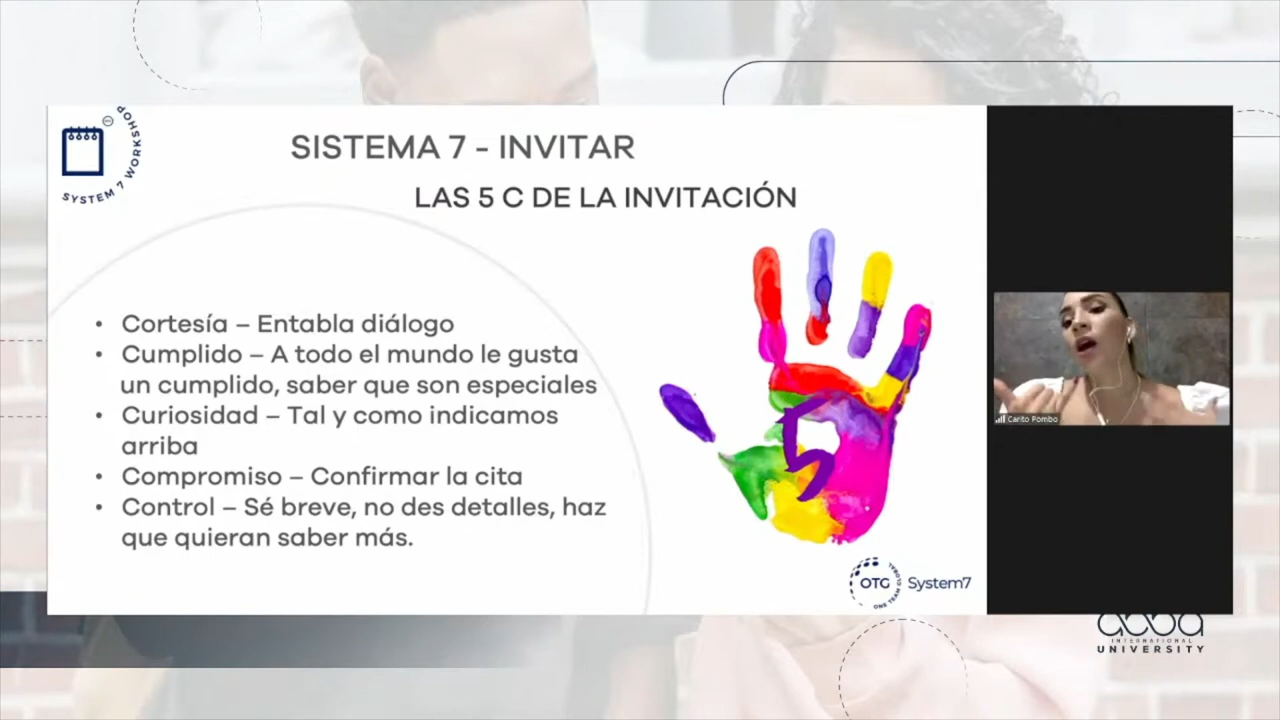 SYSTEM 7 WORKSHOP
SISTEMA 7 - INVITAR
LAS 5 C DE LA INVITACIÓN
• Cortesía – Entabla diálogo
• Cumplido – A todo el mundo le gusta
un cumplido, saber que son especiales
• Curiosidad – Tal y como indicamos
arriba
• Compromiso – Confirmar la cita
• Control – Sé breve, no des detalles, haz
que quieran saber más.
5
Carito Pombo
OTG
ONE TEAM GLOBAL
System7
INTERNATIONAL
UNIVERSITY